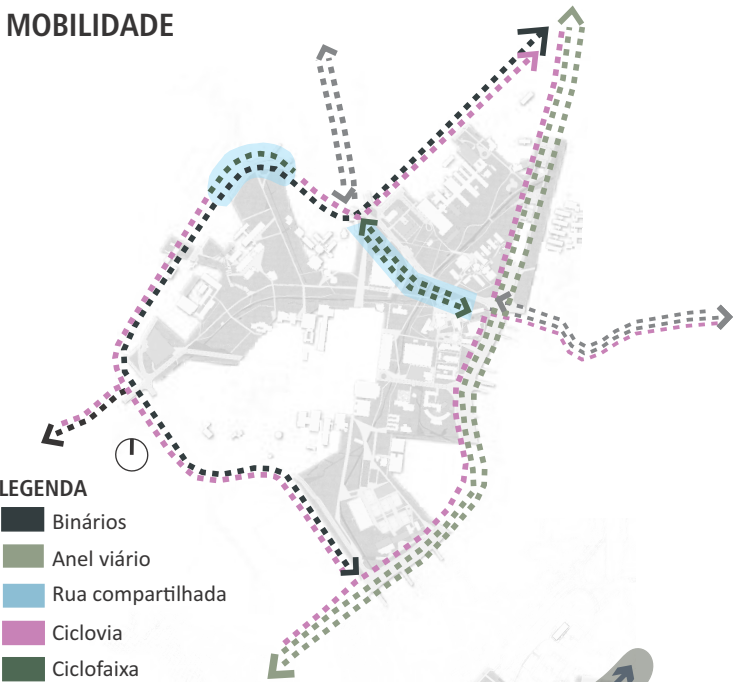 MOBILIDADE
LEGENDA
Binários
Anel viário
Rua compartilhada
Ciclovia
Ciclofaixa